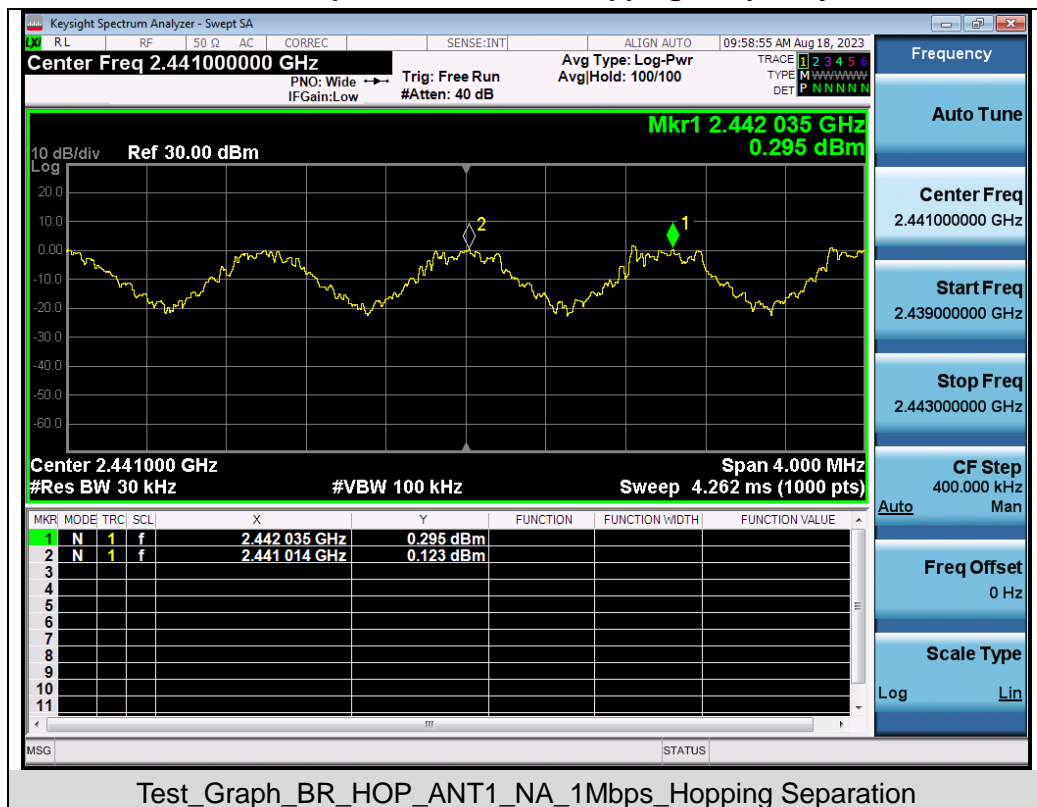 Keysight Spectrum Analyzer - Swept SA
LXI RL RF 50 Ω AC CORREC SENSE:INT ALIGN AUTO 09:58:55 AM Aug 18, 2023
Center Freq 2.441000000 GHz
PNO: Wide
IFGain:Low
Trig: Free Run
#Atten: 40 dB
Avg Type: Log-Pwr
Avg|Hold: 100/100
TRACE 1 2 3 4 5 6
TYPE M WWWWW
DET P N N N N N
Mkr1 2.442 035 GHz
0.295 dBm
10 dB/div Ref 30.00 dBm
Log
20.0
10.0
0.00
-10.0
-20.0
-30.0
-40.0
-50.0
-60.0
2
1
Center 2.441000 GHz Span 4.000 MHz
#Res BW 30 kHz #VBW 100 kHz Sweep 4.262 ms (1000 pts)
MKR MODE TRC SCL X Y FUNCTION FUNCTION WIDTH FUNCTION VALUE
1 N 1 f 2.442 035 GHz 0.295 dBm
2 N 1 f 2.441 014 GHz 0.123 dBm
3
4
5
6
7
8
9
10
11
MSG STATUS
Frequency
Auto Tune
Center Freq
2.441000000 GHz
Start Freq
2.439000000 GHz
Stop Freq
2.443000000 GHz
CF Step
400.000 kHz
Auto Man
Freq Offset
0 Hz
Scale Type
Log Lin
Test_Graph_BR_HOP_ANT1_NA_1Mbps_Hopping Separation